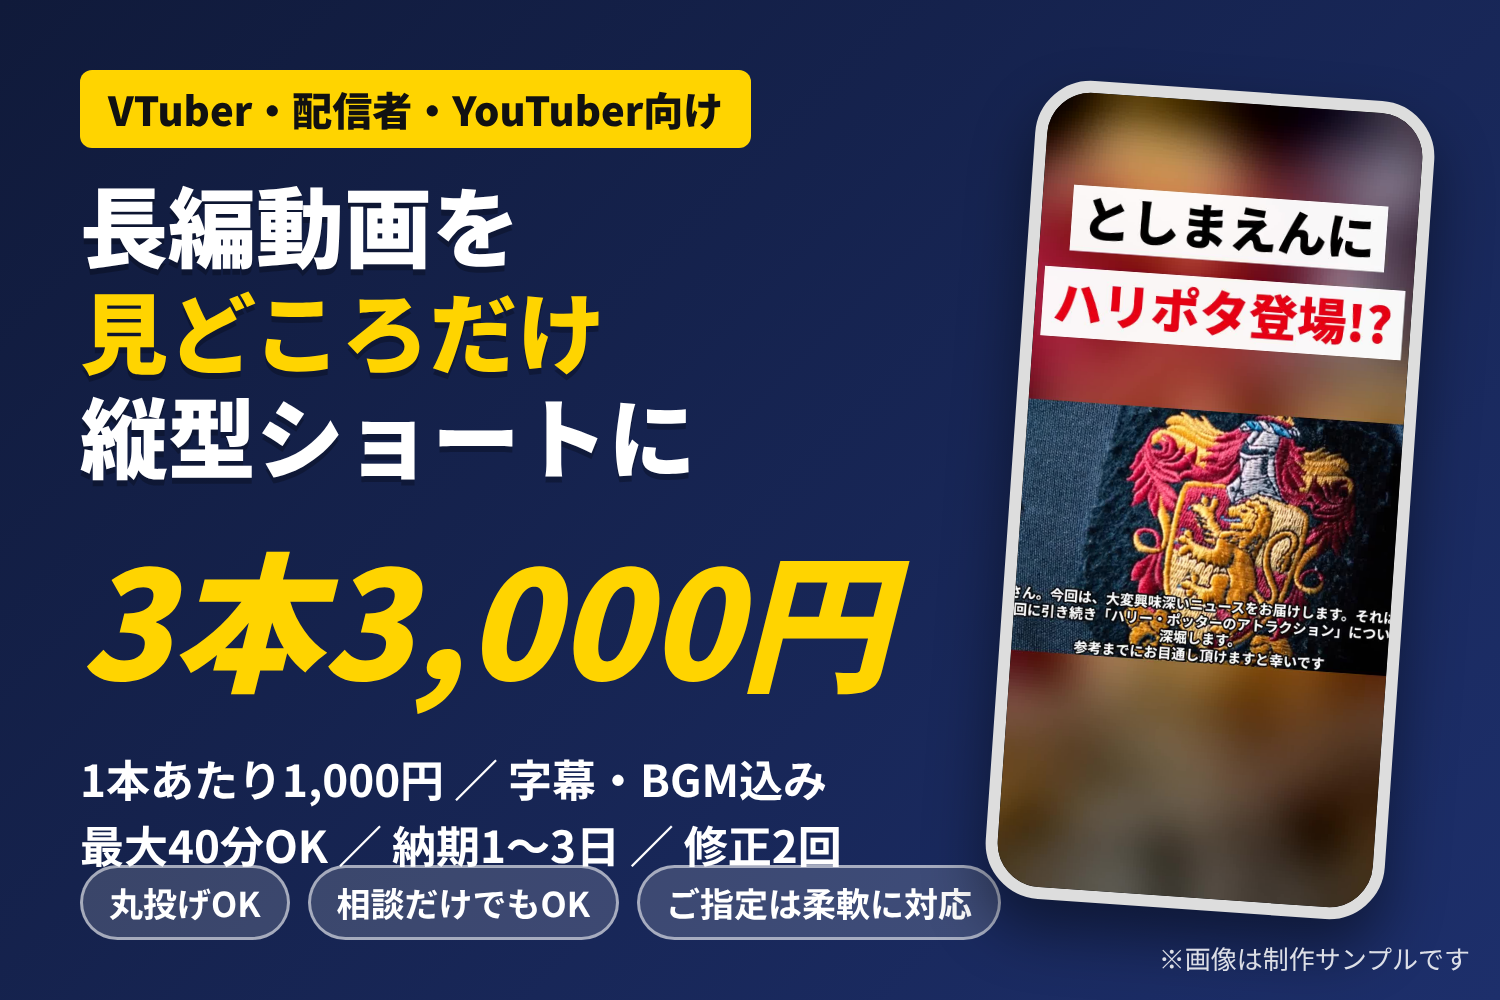 VTuber・配信者・YouTuber向け
長編動画を
見どころだけ
縦型ショートに
3本3,000円
1本あたり1,000円 ／ 字幕・BGM込み
最大40分OK ／ 納期1〜3日 ／ 修正2回
丸投げOK
相談だけでもOK
ご指定は柔軟に対応
としまえんに
ハリポタ登場!?
さん。今回は、大変興味深いニュースをお届けします。それは
回に引き続き「ハリー・ポッターのアトラクション」につい
深堀します。
参考までにお目通し頂けますと幸いです
※画像は制作サンプルです